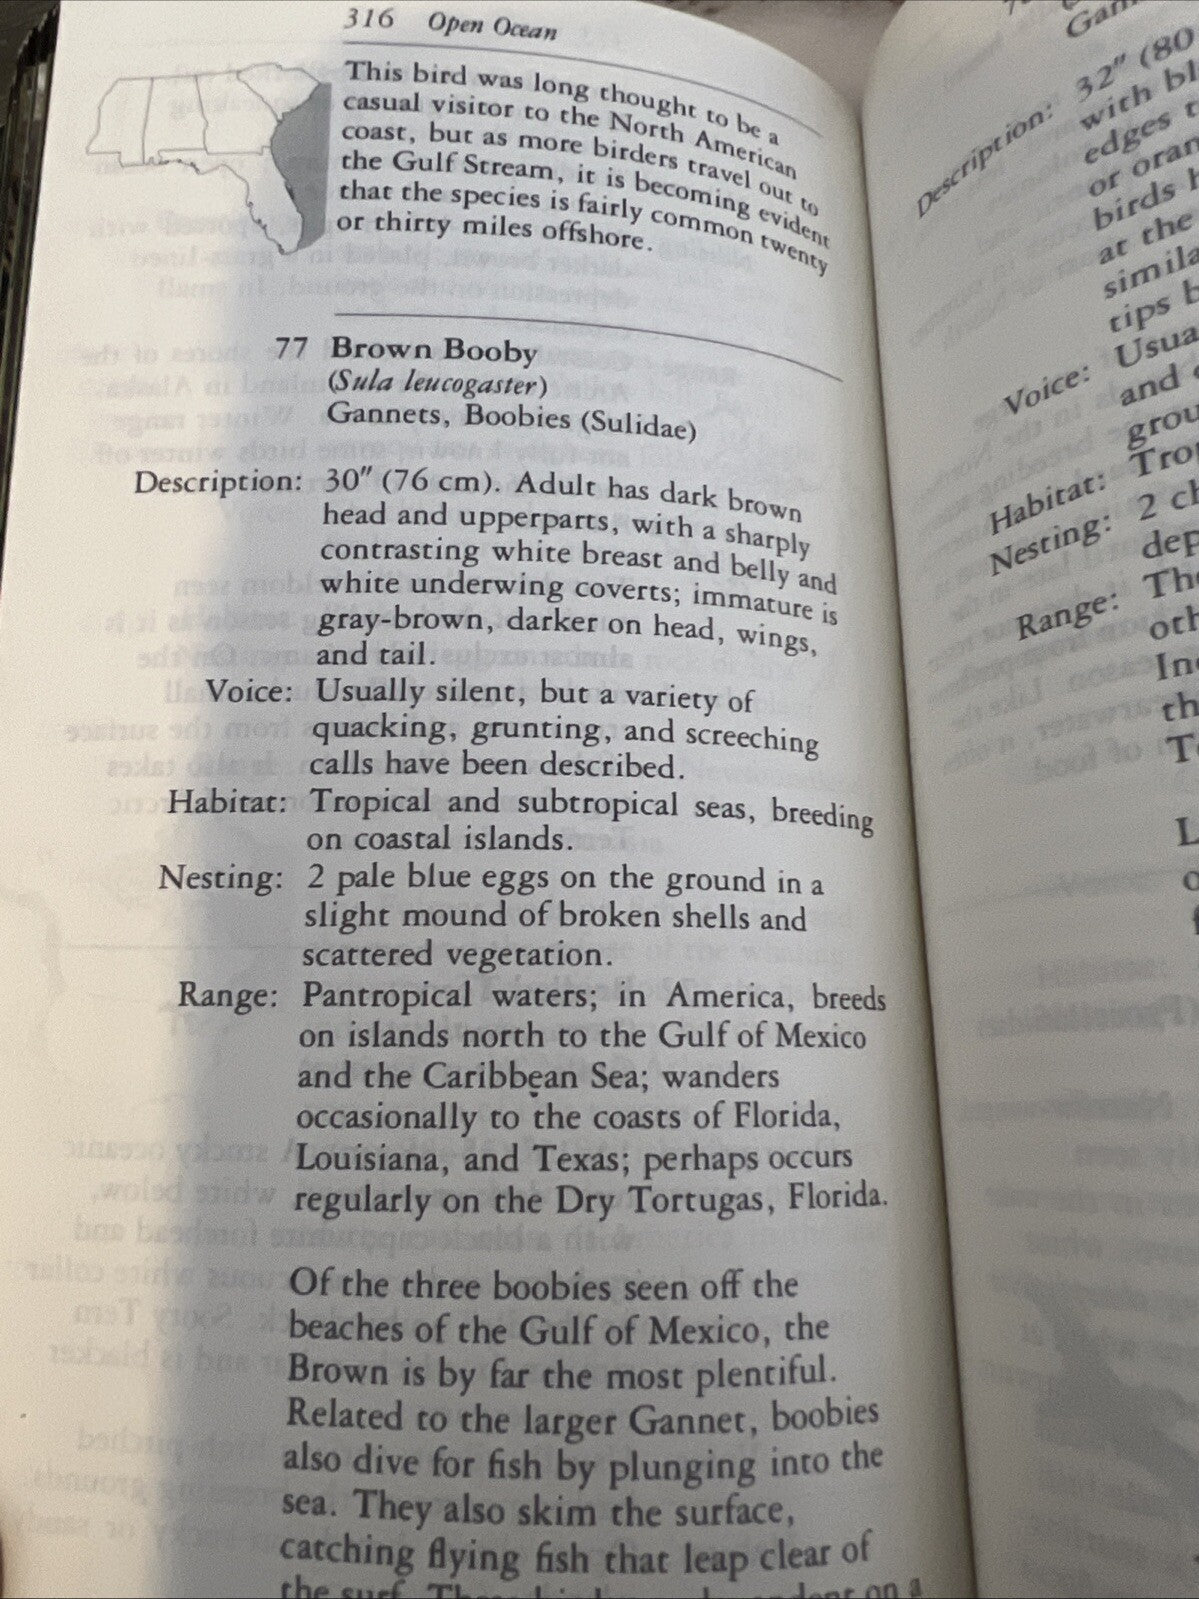 316 Open Ocean
This bird was long thought to be a
casual visitor to the North American
coast, but as more birders travel out to
the Gulf Stream, it is becoming evident
that the species is fairly common twenty
or thirty miles offshore.
77 Brown Booby
(Sula leucogaster)
Gannets, Boobies (Sulidae)
Description: 30" (76 cm). Adult has dark brown
head and upperparts, with a sharply
contrasting white breast and belly and
white underwing coverts; immature is
gray-brown, darker on head, wings,
and tail.
Voice: Usually silent, but a variety of
quacking, grunting, and screeching
calls have been described.
Habitat: Tropical and subtropical seas, breeding
on coastal islands.
Nesting: 2 pale blue eggs on the ground in a
slight mound of broken shells and
scattered vegetation.
Range: Pantropical waters; in America, breeds
on islands north to the Gulf of Mexico
and the Caribbean Sea; wanders
occasionally to the coasts of Florida,
Louisiana, and Texas; perhaps occurs
regularly on the Dry Tortugas, Florida.
Of the three boobies seen off the
beaches of the Gulf of Mexico, the
Brown is by far the most plentiful.
Related to the larger Gannet, boobies
also dive for fish by plunging into the
sea. They also skim the surface,
catching flying fish that leap clear of
the surf. These on a
Description: 32" (80
with
edges
or
birds
at the
tips
Voice:
and
Habitat:
Nesting: 2
Range: